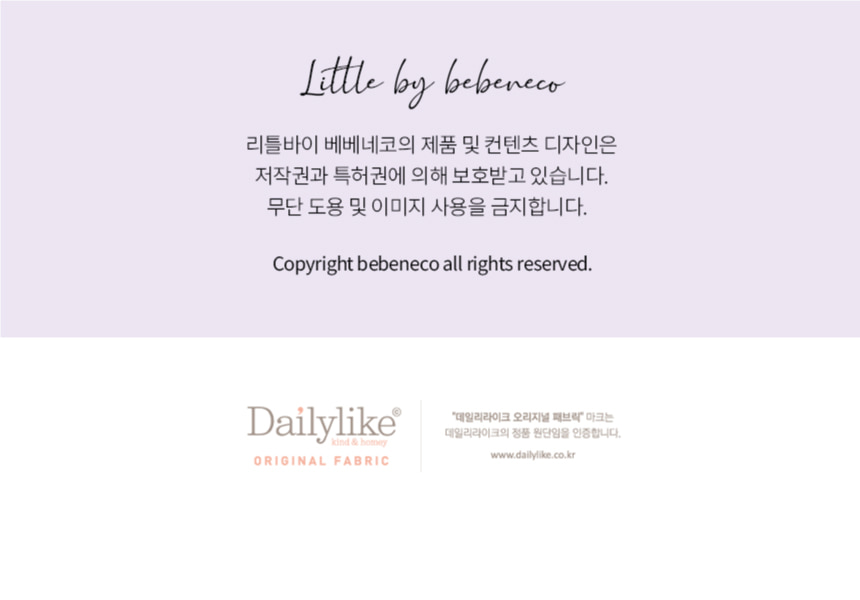 Little by bebeneco
리틀바이 베베네코의 제품 및 컨텐츠 디자인은
저작권과 특허권에 의해 보호받고 있습니다.
무단 도용 및 이미지 사용을 금지합니다.
Copyright bebeneco all rights reserved.
Dailylike©
kind & homey
ORIGINAL FABRIC
"데일리라이크 오리지널 패브릭" 마크는
데일리라이크의 정품 원단임을 인증합니다.
www.dailylike.co.kr